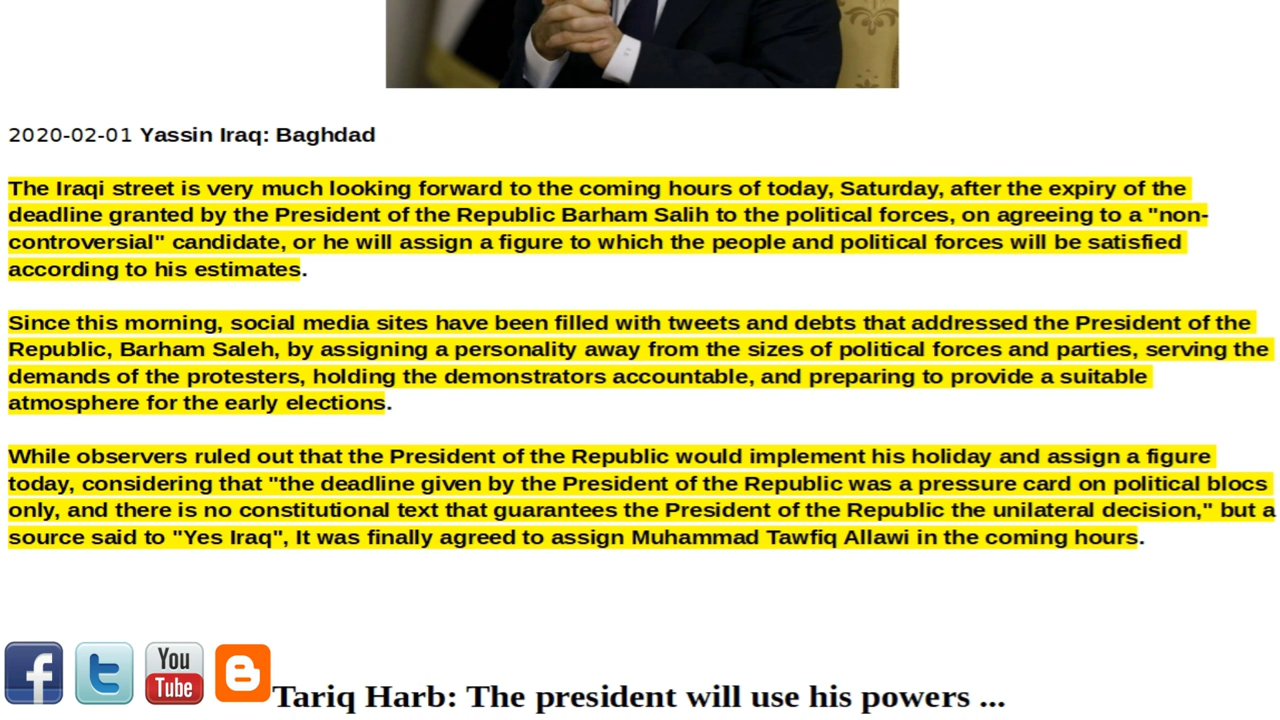 2020-02-01 Yassin Iraq: Baghdad
The Iraqi street is very much looking forward to the coming hours of today, Saturday, after the expiry of the
deadline granted by the President of the Republic Barham Salih to the political forces, on agreeing to a "non-
controversial" candidate, or he will assign a figure to which the people and political forces will be satisfied
according to his estimates.
Since this morning, social media sites have been filled with tweets and debts that addressed the President of the
Republic, Barham Saleh, by assigning a personality away from the sizes of political forces and parties, serving the
demands of the protesters, holding the demonstrators accountable, and preparing to provide a suitable
atmosphere for the early elections.
While observers ruled out that the President of the Republic would implement his holiday and assign a figure
today, considering that "the deadline given by the President of the Republic was a pressure card on political blocs
only, and there is no constitutional text that guarantees the President of the Republic the unilateral decision," but a
source said to "Yes Iraq", It was finally agreed to assign Muhammad Tawfiq Allawi in the coming hours.
You
Tube
Tariq Harb: The president will use his powers ...